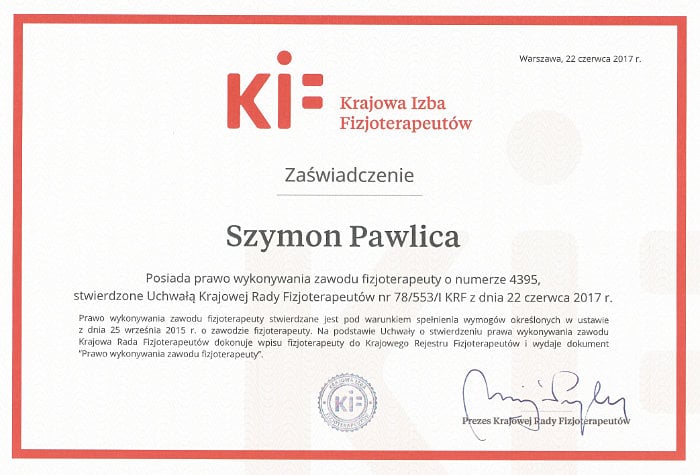 Warszawa, 22 czerwca 2017 r.
KIF
Krajowa Izba
Fizjoterapeutów
Zaświadczenie
Szymon Pawlica
Posiada prawo wykonywania zawodu fizjoterapeuty o numerze 4395,
stwierdzone Uchwałą Krajowej Rady Fizjoterapeutów nr 78/553/I KRF z dnia 22 czerwca 2017 r.
Prawo wykonywania zawodu fizjoterapeuty stwierdzane jest pod warunkiem spełnienia wymogów określonych w ustawie
z dnia 25 września 2015 r. o zawodzie fizjoterapeuty. Na podstawie Uchwały o stwierdzeniu prawa wykonywania zawodu
Krajowa Rada Fizjoterapeutów dokonuje wpisu fizjoterapeuty do Krajowego Rejestru Fizjoterapeutów i wydaje dokument
"Prawo wykonywania zawodu fizjoterapeuty".
KRAJOWA IZBA
KIF
FIZJOTERAPEUTÓW
Prezes Krajowej Rady Fizjoterapeutów